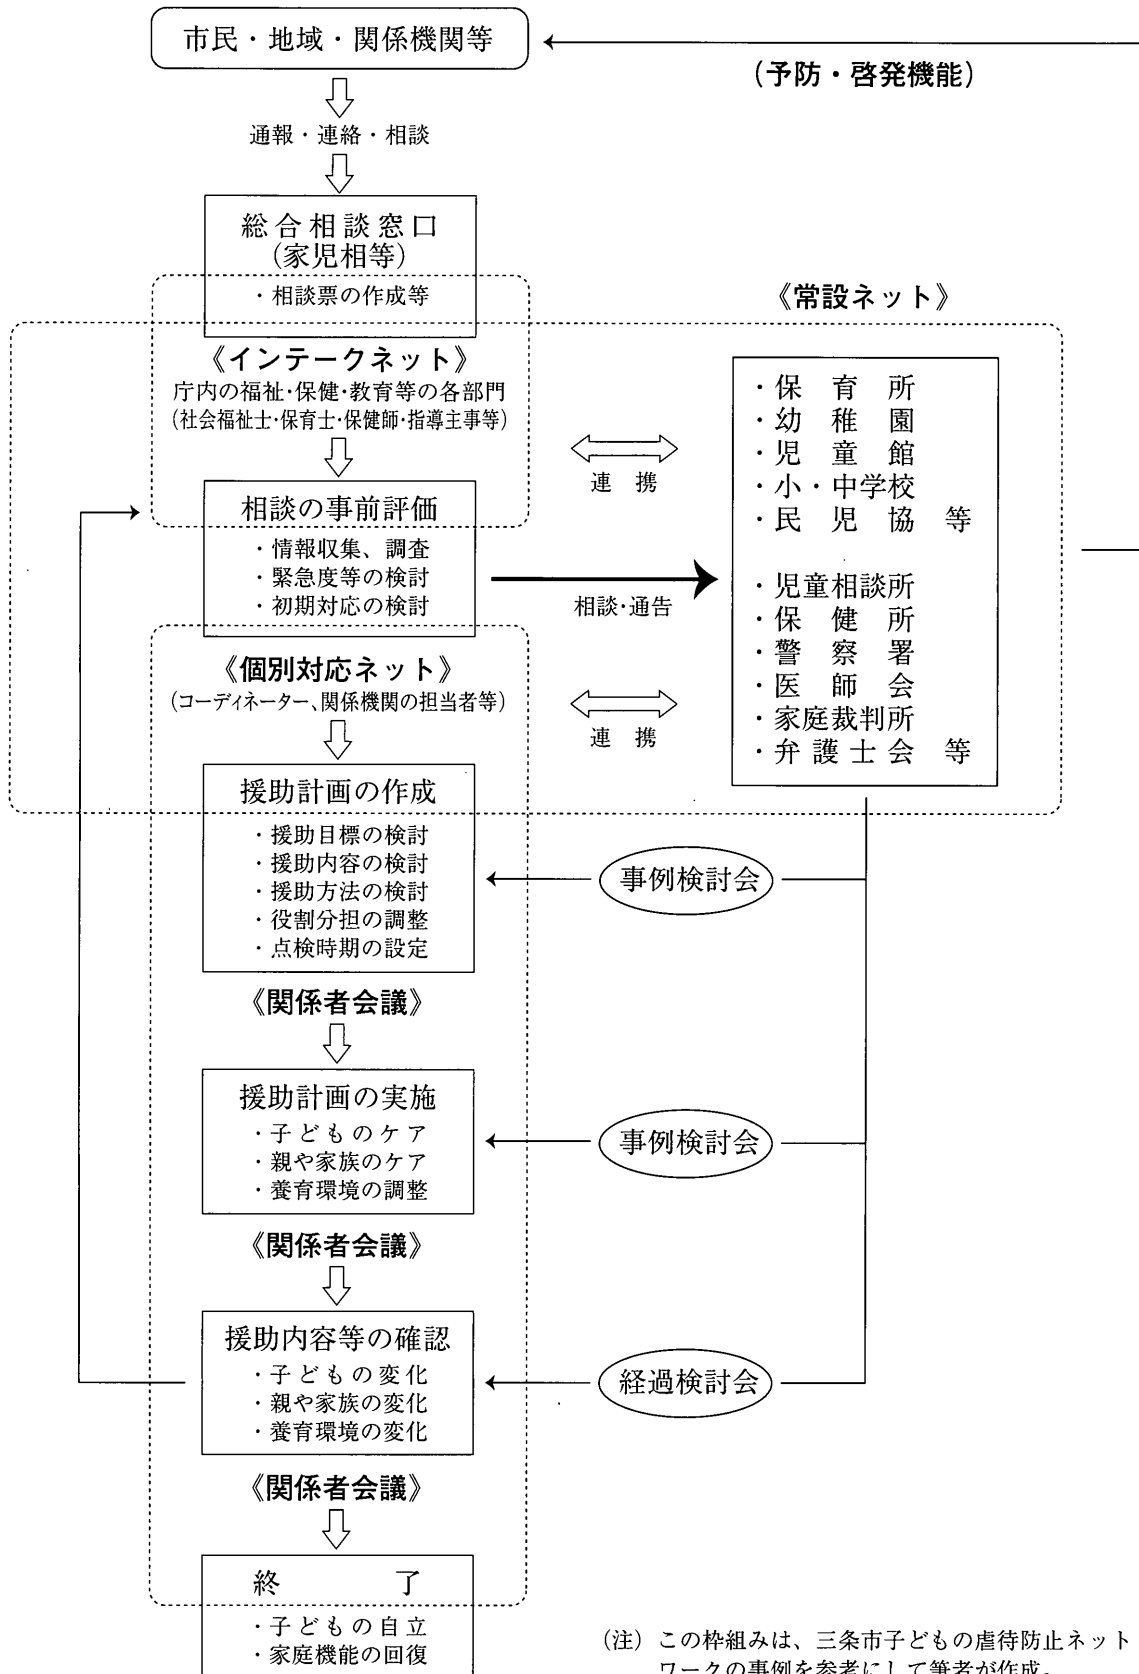 市民・地域・関係機関等
(予防・啓発機能)
通報・連絡・相談
総合相談窓口
(家児相等)
・相談票の作成等
《常設ネット》
《インテークネット》
庁内の福祉・保健・教育等の各部門
(社会福祉士・保育士・保健師・指導主事等)
連 携
相談の事前評価
・情報収集、調査
・緊急度等の検討
・初期対応の検討
相談・通告
・保 育 所
・幼 稚 園
・児 童 館
・小・中学校
・民 児 協 等
・児童相談所
・保 健 所
・警 察 署
・医 師 会
・家庭裁判所
・弁 護 士 会 等
《個別対応ネット》
(コーディネーター、関係機関の担当者等)
連 携
援助計画の作成
・援助目標の検討
・援助内容の検討
・援助方法の検討
・役割分担の調整
・点検時期の設定
事例検討会
《関係者会議》
援助計画の実施
・子どものケア
・親や家族のケア
・養育環境の調整
事例検討会
《関係者会議》
援助内容等の確認
・子どもの変化
・親や家族の変化
・養育環境の変化
経過検討会
《関係者会議》
終 了
・子どもの自立
・家庭機能の回復
(注) この枠組みは、三条市子どもの虐待防止ネット
ワークの事例を参考にして筆者が作成。